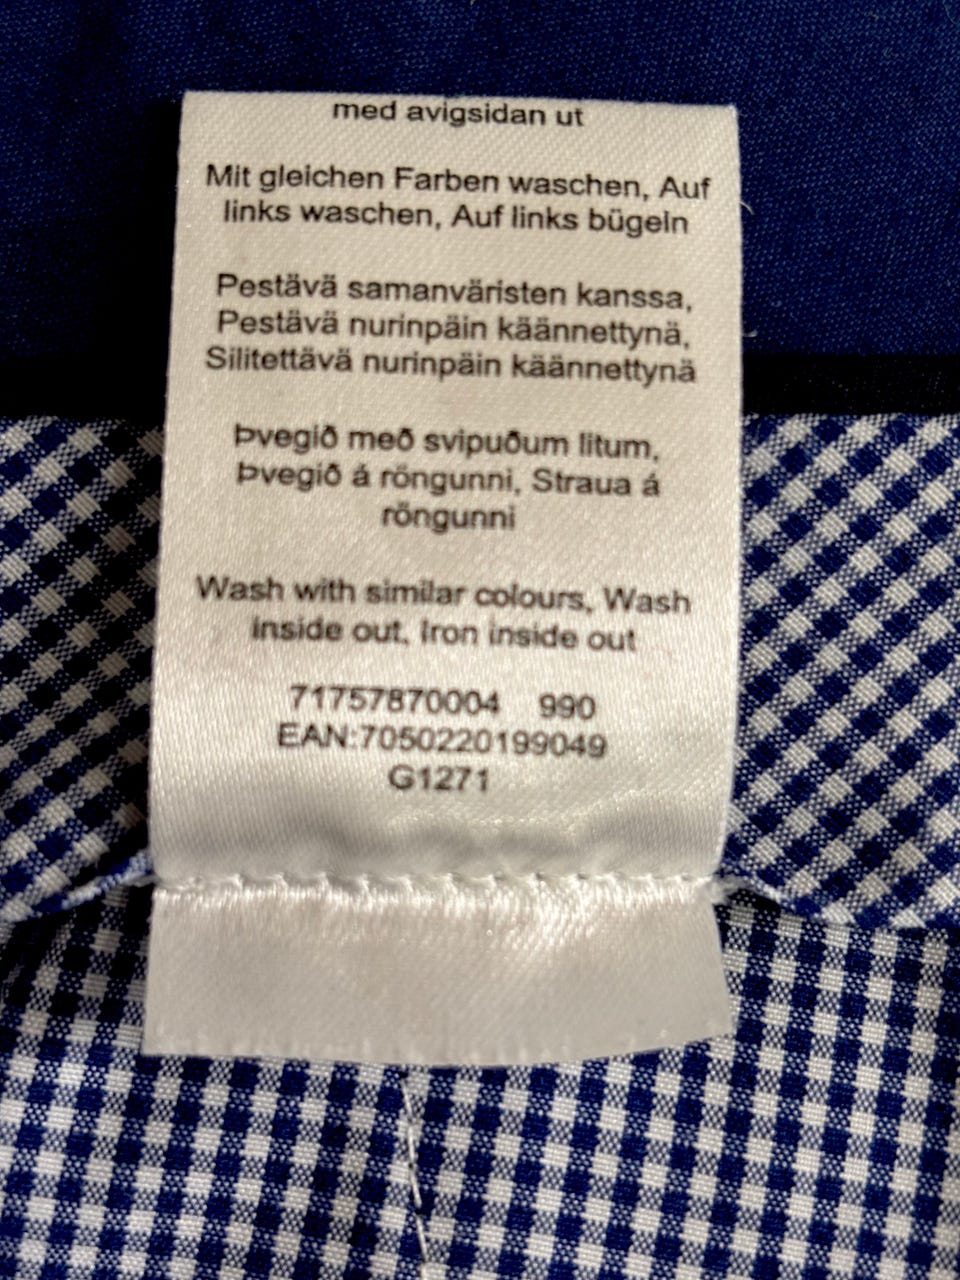 med avigsidan ut
Mit gleichen Farben waschen, Auf
links waschen, Auf links bügeln
Pestävä samanväristen kanssa,
Pestävä nurinpäin käännettynä,
Silitettävä nurinpäin käännettynä
Þvegið með svipuðum litum,
Þvegið á röngunni, Straua á
röngunni
Wash with similar colours, Wash
inside out, Iron inside out
71757870004 990
EAN:7050220199049
G1271